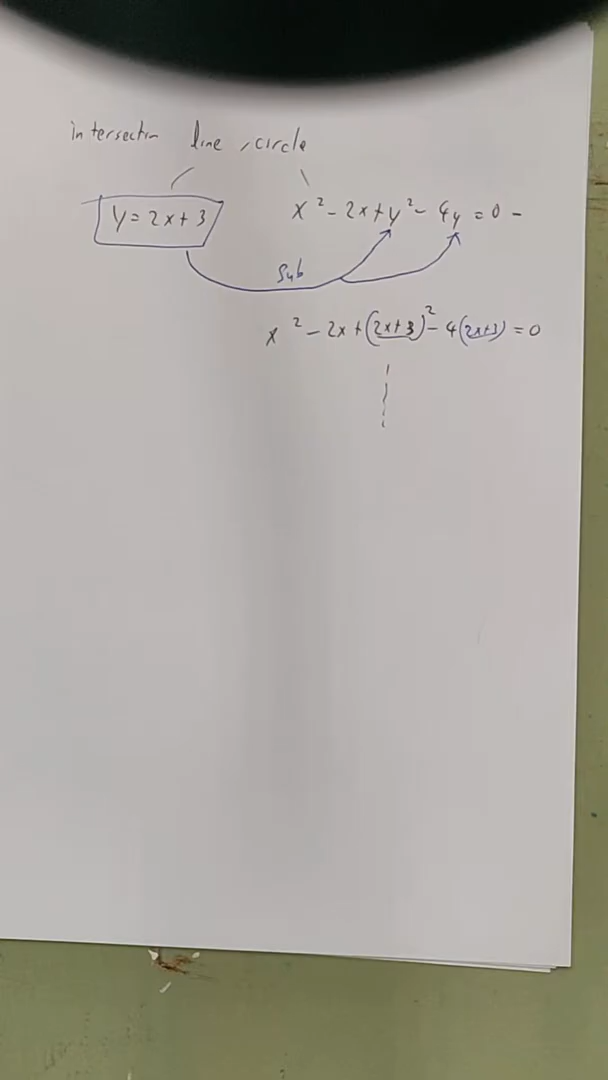 intersectin line , circle
y = 2x + 3
x² - 2x + y² - 4y = 0 -
Sub
x² - 2x + (2x+3)² - 4(2x+3) = 0